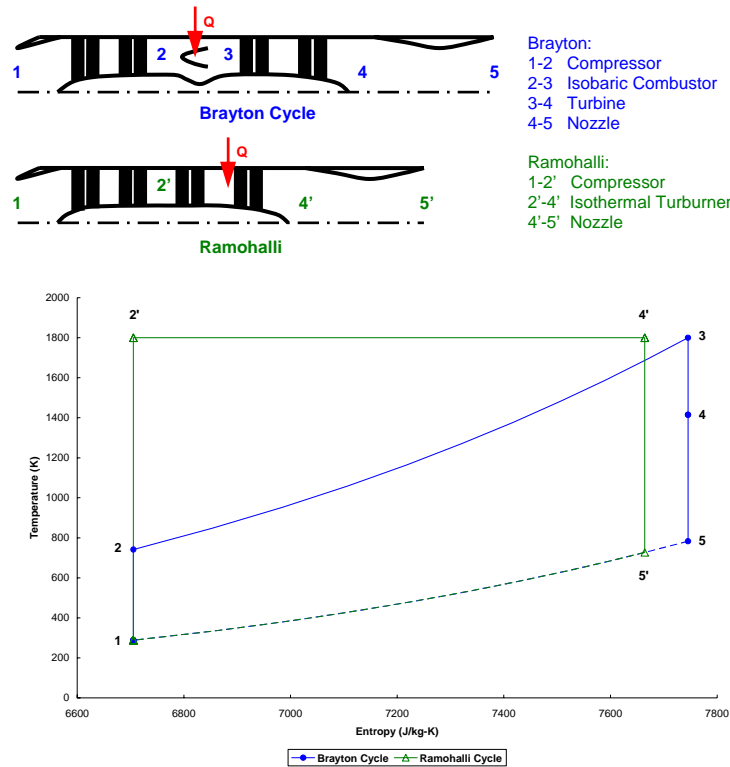 Q
2 3
1 4 5
Brayton Cycle
Brayton:
1-2 Compressor
2-3 Isobaric Combustor
3-4 Turbine
4-5 Nozzle
Q
2’
1 4’ 5’
Ramohalli
Ramohalli:
1-2’ Compressor
2’-4’ Isothermal Turburner
4’-5’ Nozzle
2000
1800
1600
1400
1200
1000
800
600
400
200
0
Temperature (K)
2' 4'
3
4
2
5
5'
1
6600 6800 7000 7200 7400 7600 7800
Entropy (J/kg-K)
Brayton Cycle Ramohalli Cycle